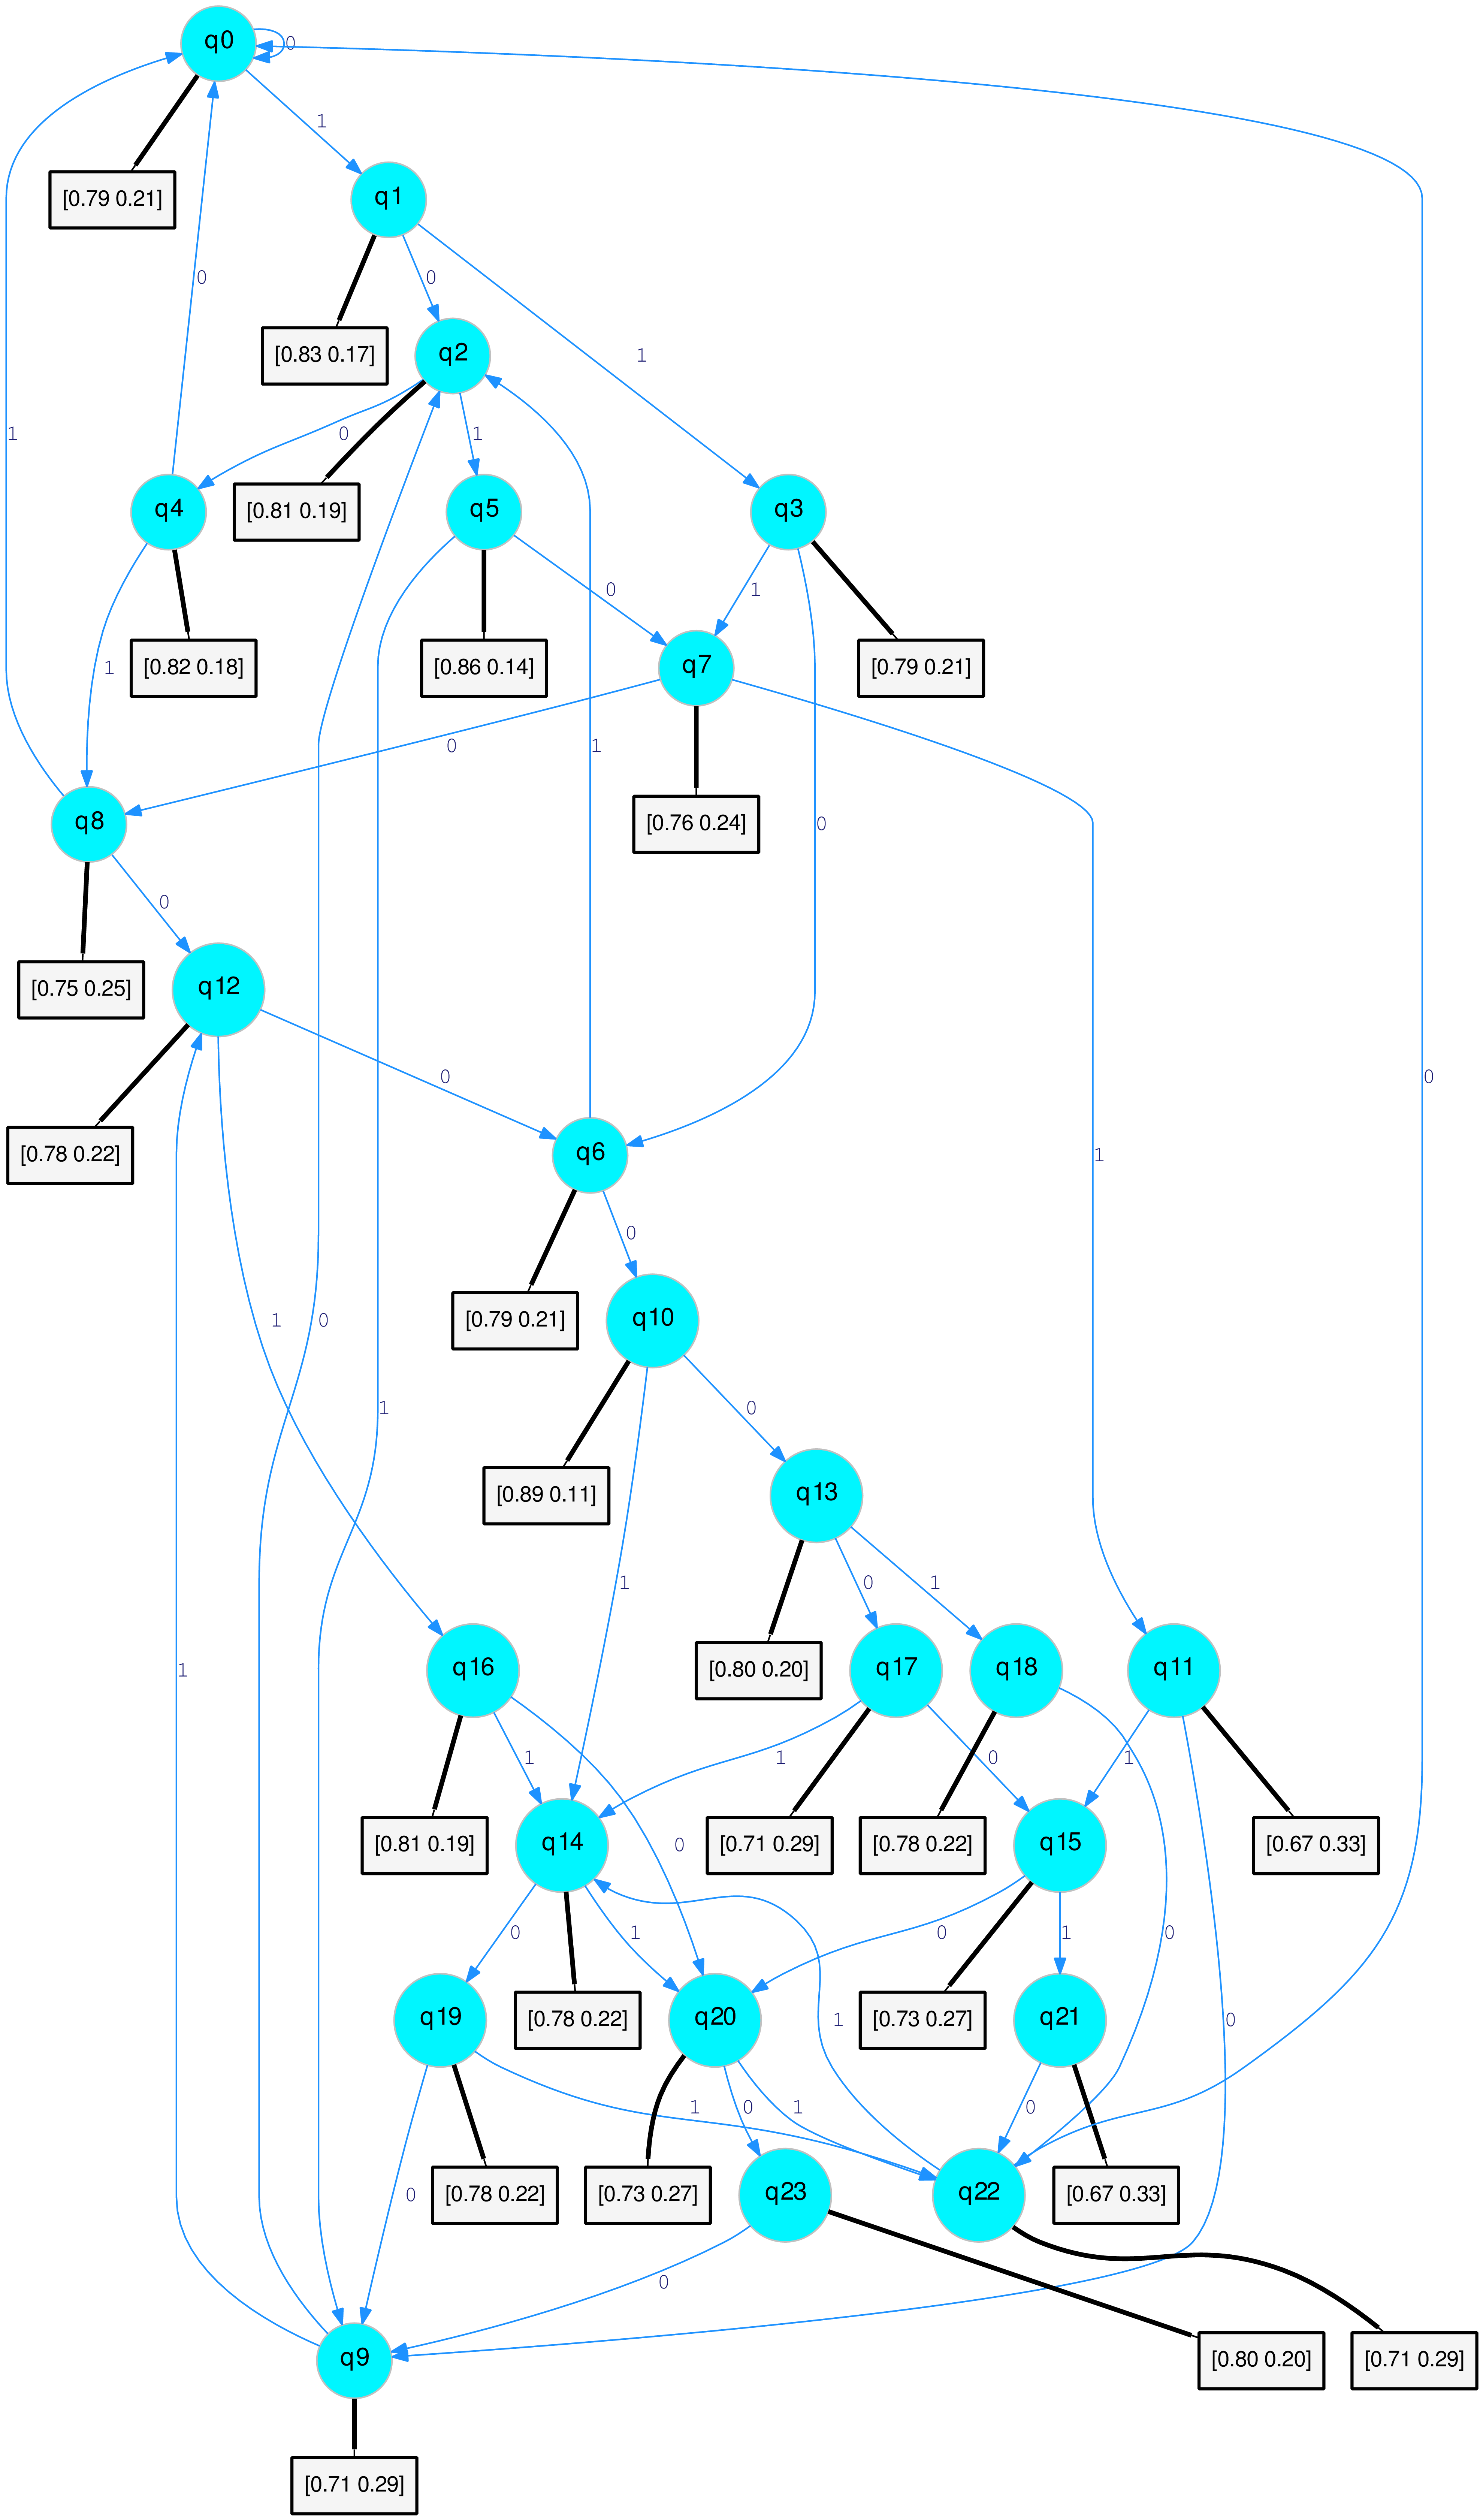 q0
0
1
[0.79 0.21]
q1
0
0
1
[0.83 0.17]
q2
1
1
0
1
q4
[0.81 0.19]
q5
q3
0
1
1
[0.82 0.18]
[0.86 0.14]
q7
[0.79 0.21]
0
1
q8
[0.76 0.24]
0
0
[0.75 0.25]
q12
0
0
[0.78 0.22]
q6
1
0
[0.79 0.21]
1
0
q10
1
0
[0.89 0.11]
q13
1
0
1
1
q16
[0.80 0.20]
q17
q18
q11
1
1
0
1
[0.81 0.19]
q14
0
[0.71 0.29]
[0.78 0.22]
q15
[0.67 0.33]
0
1
0
1
0
q19
[0.78 0.22]
q20
[0.73 0.27]
q21
0
1
1
0
1
0
0
[0.78 0.22]
[0.73 0.27]
q23
q22
[0.67 0.33]
0
q9
[0.80 0.20]
[0.71 0.29]
[0.71 0.29]